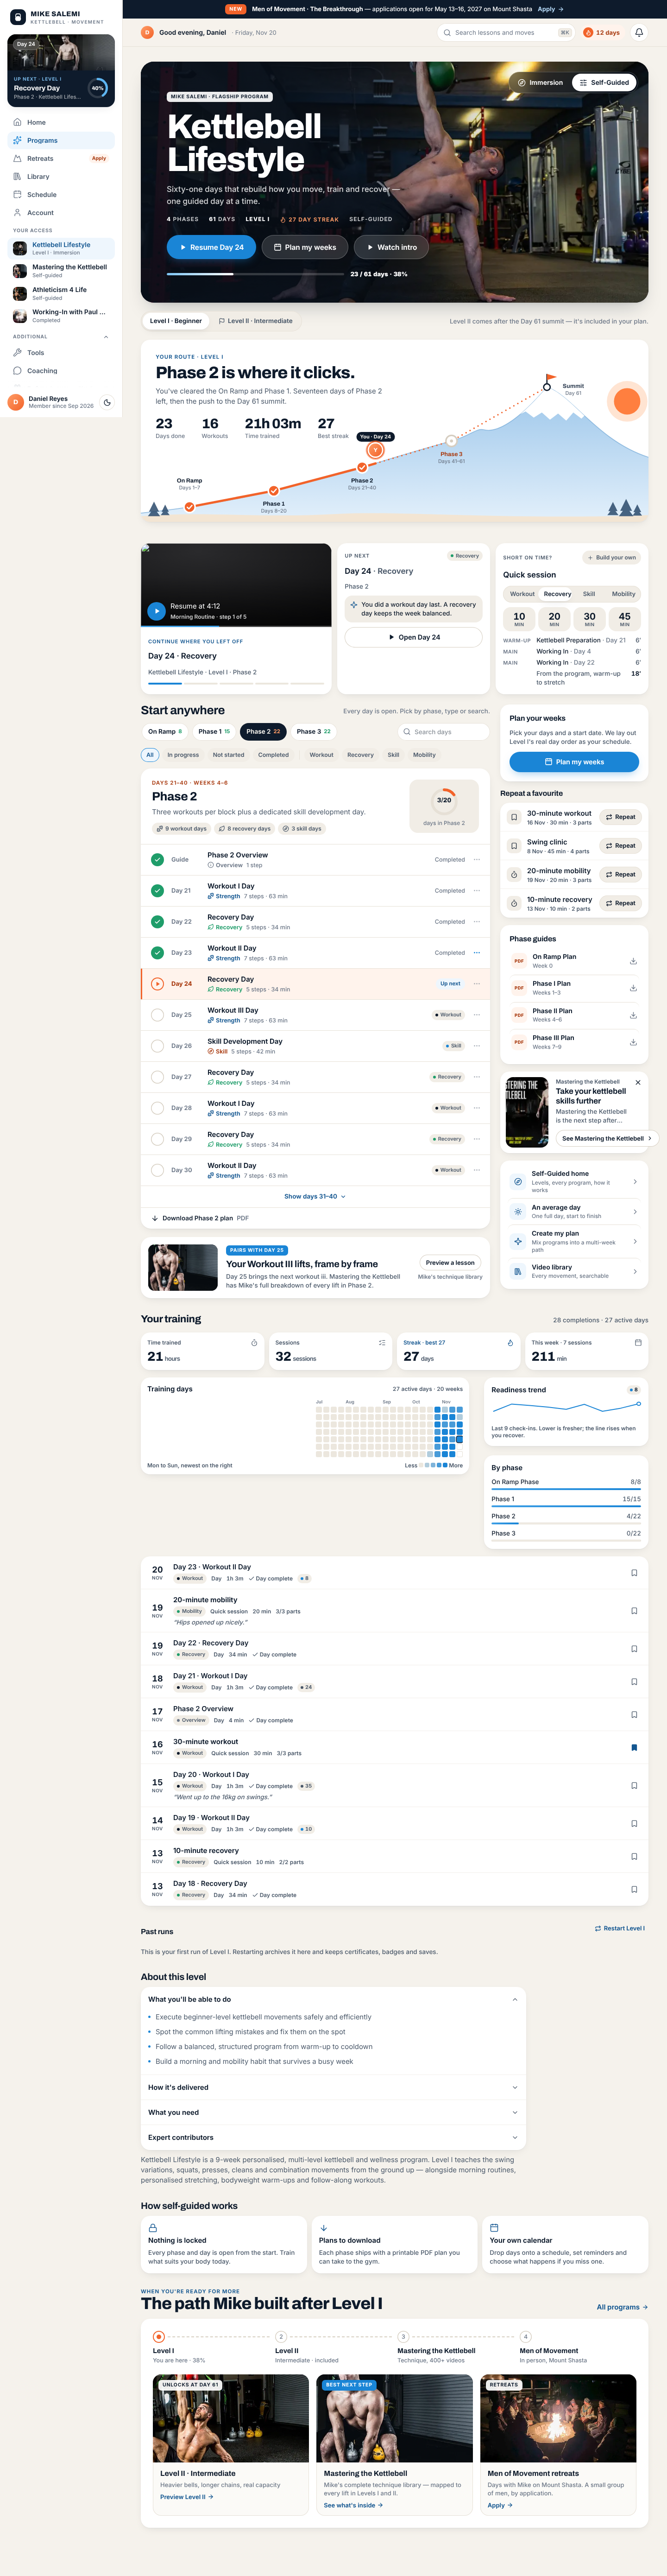 NEW Men of Movement · The Breakthrough — applications open for May 13–16, 2027 on Mount Shasta Apply →
MIKE SALEMI
KETTLEBELL · MOVEMENT
Day 24
UP NEXT · LEVEL I
Recovery Day
Phase 2 · Kettlebell Lifes...
40%
Home
Programs
Retreats Apply
Library
Schedule
Account
YOUR ACCESS
Kettlebell Lifestyle
Level I · Immersion
Mastering the Kettlebell
Self-guided
Athleticism 4 Life
Self-guided
Working-In with Paul ...
Completed
ADDITIONAL
Tools
Coaching
D
Daniel Reyes
Member since Sep 2026
D Good evening, Daniel · Friday, Nov 20
Search lessons and moves ⌘K
12 days
Immersion
Self-Guided
MIKE SALEMI · FLAGSHIP PROGRAM
Kettlebell
Lifestyle
Sixty-one days that rebuild how you move, train and recover —
one guided day at a time.
4 PHASES 61 DAYS LEVEL I 27 DAY STREAK SELF-GUIDED
Resume Day 24
Plan my weeks
Watch intro
23 / 61 days · 38%
Level I · Beginner
Level II · Intermediate
Level II comes after the Day 61 summit — it's included in your plan.
YOUR ROUTE · LEVEL I
Phase 2 is where it clicks.
You've cleared the On Ramp and Phase 1. Seventeen days of Phase 2
left, then the push to the Day 61 summit.
23 16 21h 03m 27
Days done Workouts Time trained Best streak
You · Day 24
Y
Summit
Day 61
Phase 3
Days 41–61
Phase 2
Days 21–40
On Ramp
Days 1–7
Phase 1
Days 8–20
Resume at 4:12
Morning Routine · step 1 of 5
CONTINUE WHERE YOU LEFT OFF
Day 24 · Recovery
Kettlebell Lifestyle · Level I · Phase 2
UP NEXT
Recovery
Day 24 · Recovery
Phase 2
You did a workout day last. A recovery
day keeps the week balanced.
Open Day 24
SHORT ON TIME?
Build your own
Quick session
Workout Recovery Skill Mobility
10 20 30 45
MIN MIN MIN MIN
WARM-UP Kettlebell Preparation · Day 21 6'
MAIN Working In · Day 4 6'
MAIN Working In · Day 22 6'
From the program, warm-up 18'
to stretch
Start anywhere
Every day is open. Pick by phase, type or search.
On Ramp 8
Phase 1 15
Phase 2 22
Phase 3 22
Search days
All In progress Not started Completed Workout Recovery Skill Mobility
DAYS 21–40 · WEEKS 4–6
Phase 2
Three workouts per block plus a dedicated skill development day.
9 workout days
8 recovery days
3 skill days
3/20
days in Phase 2
Guide Phase 2 Overview Completed
Overview 1 step
Day 21 Workout I Day Completed
Strength 7 steps · 63 min
Day 22 Recovery Day Completed
Recovery 5 steps · 34 min
Day 23 Workout II Day Completed
Strength 7 steps · 63 min
Day 24 Recovery Day Up next
Recovery 5 steps · 34 min
Day 25 Workout III Day Workout
Strength 7 steps · 63 min
Day 26 Skill Development Day Skill
Skill 5 steps · 42 min
Day 27 Recovery Day Recovery
Recovery 5 steps · 34 min
Day 28 Workout I Day Workout
Strength 7 steps · 63 min
Day 29 Recovery Day Recovery
Recovery 5 steps · 34 min
Day 30 Workout II Day Workout
Strength 7 steps · 63 min
Show days 31–40
Download Phase 2 plan PDF
PAIRS WITH DAY 25
Your Workout III lifts, frame by frame
Day 25 brings the next workout iii. Mastering the Kettlebell
has Mike's full breakdown of every lift in Phase 2.
Preview a lesson
Mike's technique library
Plan your weeks
Pick your days and a start date. We lay out
Level I's real day order as your schedule.
Plan my weeks
Repeat a favourite
30-minute workout Repeat
16 Nov · 30 min · 3 parts
Swing clinic Repeat
8 Nov · 45 min · 4 parts
20-minute mobility Repeat
19 Nov · 20 min · 3 parts
10-minute recovery Repeat
13 Nov · 10 min · 2 parts
Phase guides
PDF On Ramp Plan
Week 0
PDF Phase I Plan
Weeks 1–3
PDF Phase II Plan
Weeks 4–6
PDF Phase III Plan
Weeks 7–9
Mastering the Kettlebell
Take your kettlebell
skills further
Mastering the Kettlebell
is the next step after...
See Mastering the Kettlebell
Self-Guided home
Levels, every program, how it
works
An average day
One full day, start to finish
Create my plan
Mix programs into a multi-week
path
Video library
Every movement, searchable
Your training
28 completions · 27 active days
Time trained
21 hours
Sessions
32 sessions
Streak · best 27
27 days
This week · 7 sessions
211 min
Training days
27 active days · 20 weeks
Jul Aug Sep Oct Nov
Mon to Sun, newest on the right
Less More
Readiness trend 8
Last 9 check-ins. Lower is fresher; the line rises when
you recover.
By phase
On Ramp Phase 8/8
Phase 1 15/15
Phase 2 4/22
Phase 3 0/22
20 NOV Day 23 · Workout II Day
Workout Day 1h 3m Day complete 8
19 NOV 20-minute mobility
Mobility Quick session 20 min 3/3 parts
"Hips opened up nicely."
19 NOV Day 22 · Recovery Day
Recovery Day 34 min Day complete
18 NOV Day 21 · Workout I Day
Workout Day 1h 3m Day complete 24
17 NOV Phase 2 Overview
Overview Day 4 min Day complete
16 NOV 30-minute workout
Workout Quick session 30 min 3/3 parts
15 NOV Day 20 · Workout I Day
Workout Day 1h 3m Day complete 35
"Went up to the 16kg on swings."
14 NOV Day 19 · Workout II Day
Workout Day 1h 3m Day complete 10
13 NOV 10-minute recovery
Recovery Quick session 10 min 2/2 parts
13 NOV Day 18 · Recovery Day
Recovery Day 34 min Day complete
Past runs
Restart Level I
This is your first run of Level I. Restarting archives it here and keeps certificates, badges and saves.
About this level
What you'll be able to do
Execute beginner-level kettlebell movements safely and efficiently
Spot the common lifting mistakes and fix them on the spot
Follow a balanced, structured program from warm-up to cooldown
Build a morning and mobility habit that survives a busy week
How it's delivered
What you need
Expert contributors
Kettlebell Lifestyle is a 9-week personalised, multi-level kettlebell and wellness program. Level I teaches the swing
variations, squats, presses, cleans and combination movements from the ground up — alongside morning routines,
personalised stretching, bodyweight warm-ups and follow-along workouts.
How self-guided works
Nothing is locked
Every phase and day is open from the start. Train
what suits your body today.
Plans to download
Each phase ships with a printable PDF plan you
can take to the gym.
Your own calendar
Drop days onto a schedule, set reminders and
choose what happens if you miss one.
WHEN YOU'RE READY FOR MORE
The path Mike built after Level I
All programs →
2 3 4
Level I
You are here · 38%
Level II
Intermediate · included
Mastering the Kettlebell
Technique, 400+ videos
Men of Movement
In person, Mount Shasta
UNLOCKS AT DAY 61
Level II · Intermediate
Heavier bells, longer chains, real capacity
Preview Level II →
BEST NEXT STEP
Mastering the Kettlebell
Mike's complete technique library — mapped to
every lift in Levels I and II.
See what's inside →
RETREATS
Men of Movement retreats
Days with Mike on Mount Shasta. A small group
of men, by application.
Apply →